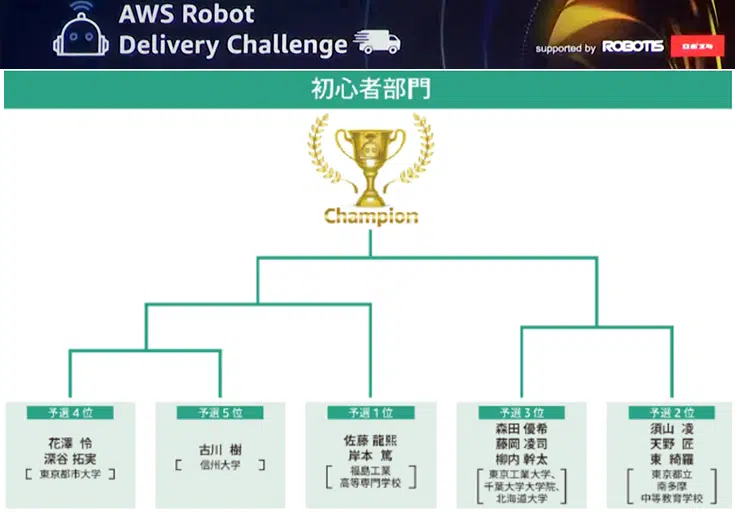 AWS Robot
Delivery Challenge
supported by ROBOTIS ロボスタ
初心者部門
Champion
予選4位
花澤 怜
深谷 拓実
東京都市大学
予選5位
古川 樹
信州大学
予選1位
佐藤 龍熙
岸本 篤
福島工業
高等専門学校
予選3位
森田 優希
藤岡 凌司
柳内 幹太
東京工業大学、
千葉大学大学院、
北海道大学
予選2位
須山 凌
天野 匠
東 綺羅
東京都立
南多摩
中等教育学校